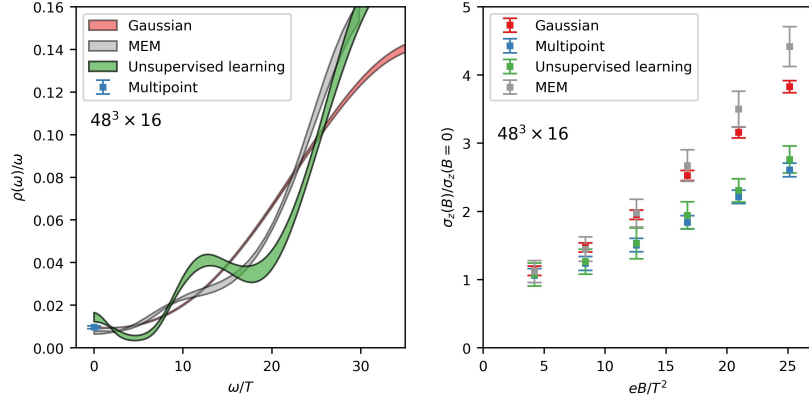 0.16
0.14
0.12
0.10
0.08
0.06
0.04
0.02
0.00
ρ(ω)/ω
0 10 20 30
ω/T
Gaussian
MEM
Unsupervised learning
Multipoint
48³ × 16
5
4
3
2
1
0
σ_z(B)/σ_z(B = 0)
0 5 10 15 20 25
eB/T²
Gaussian
Multipoint
Unsupervised learning
MEM
48³ × 16